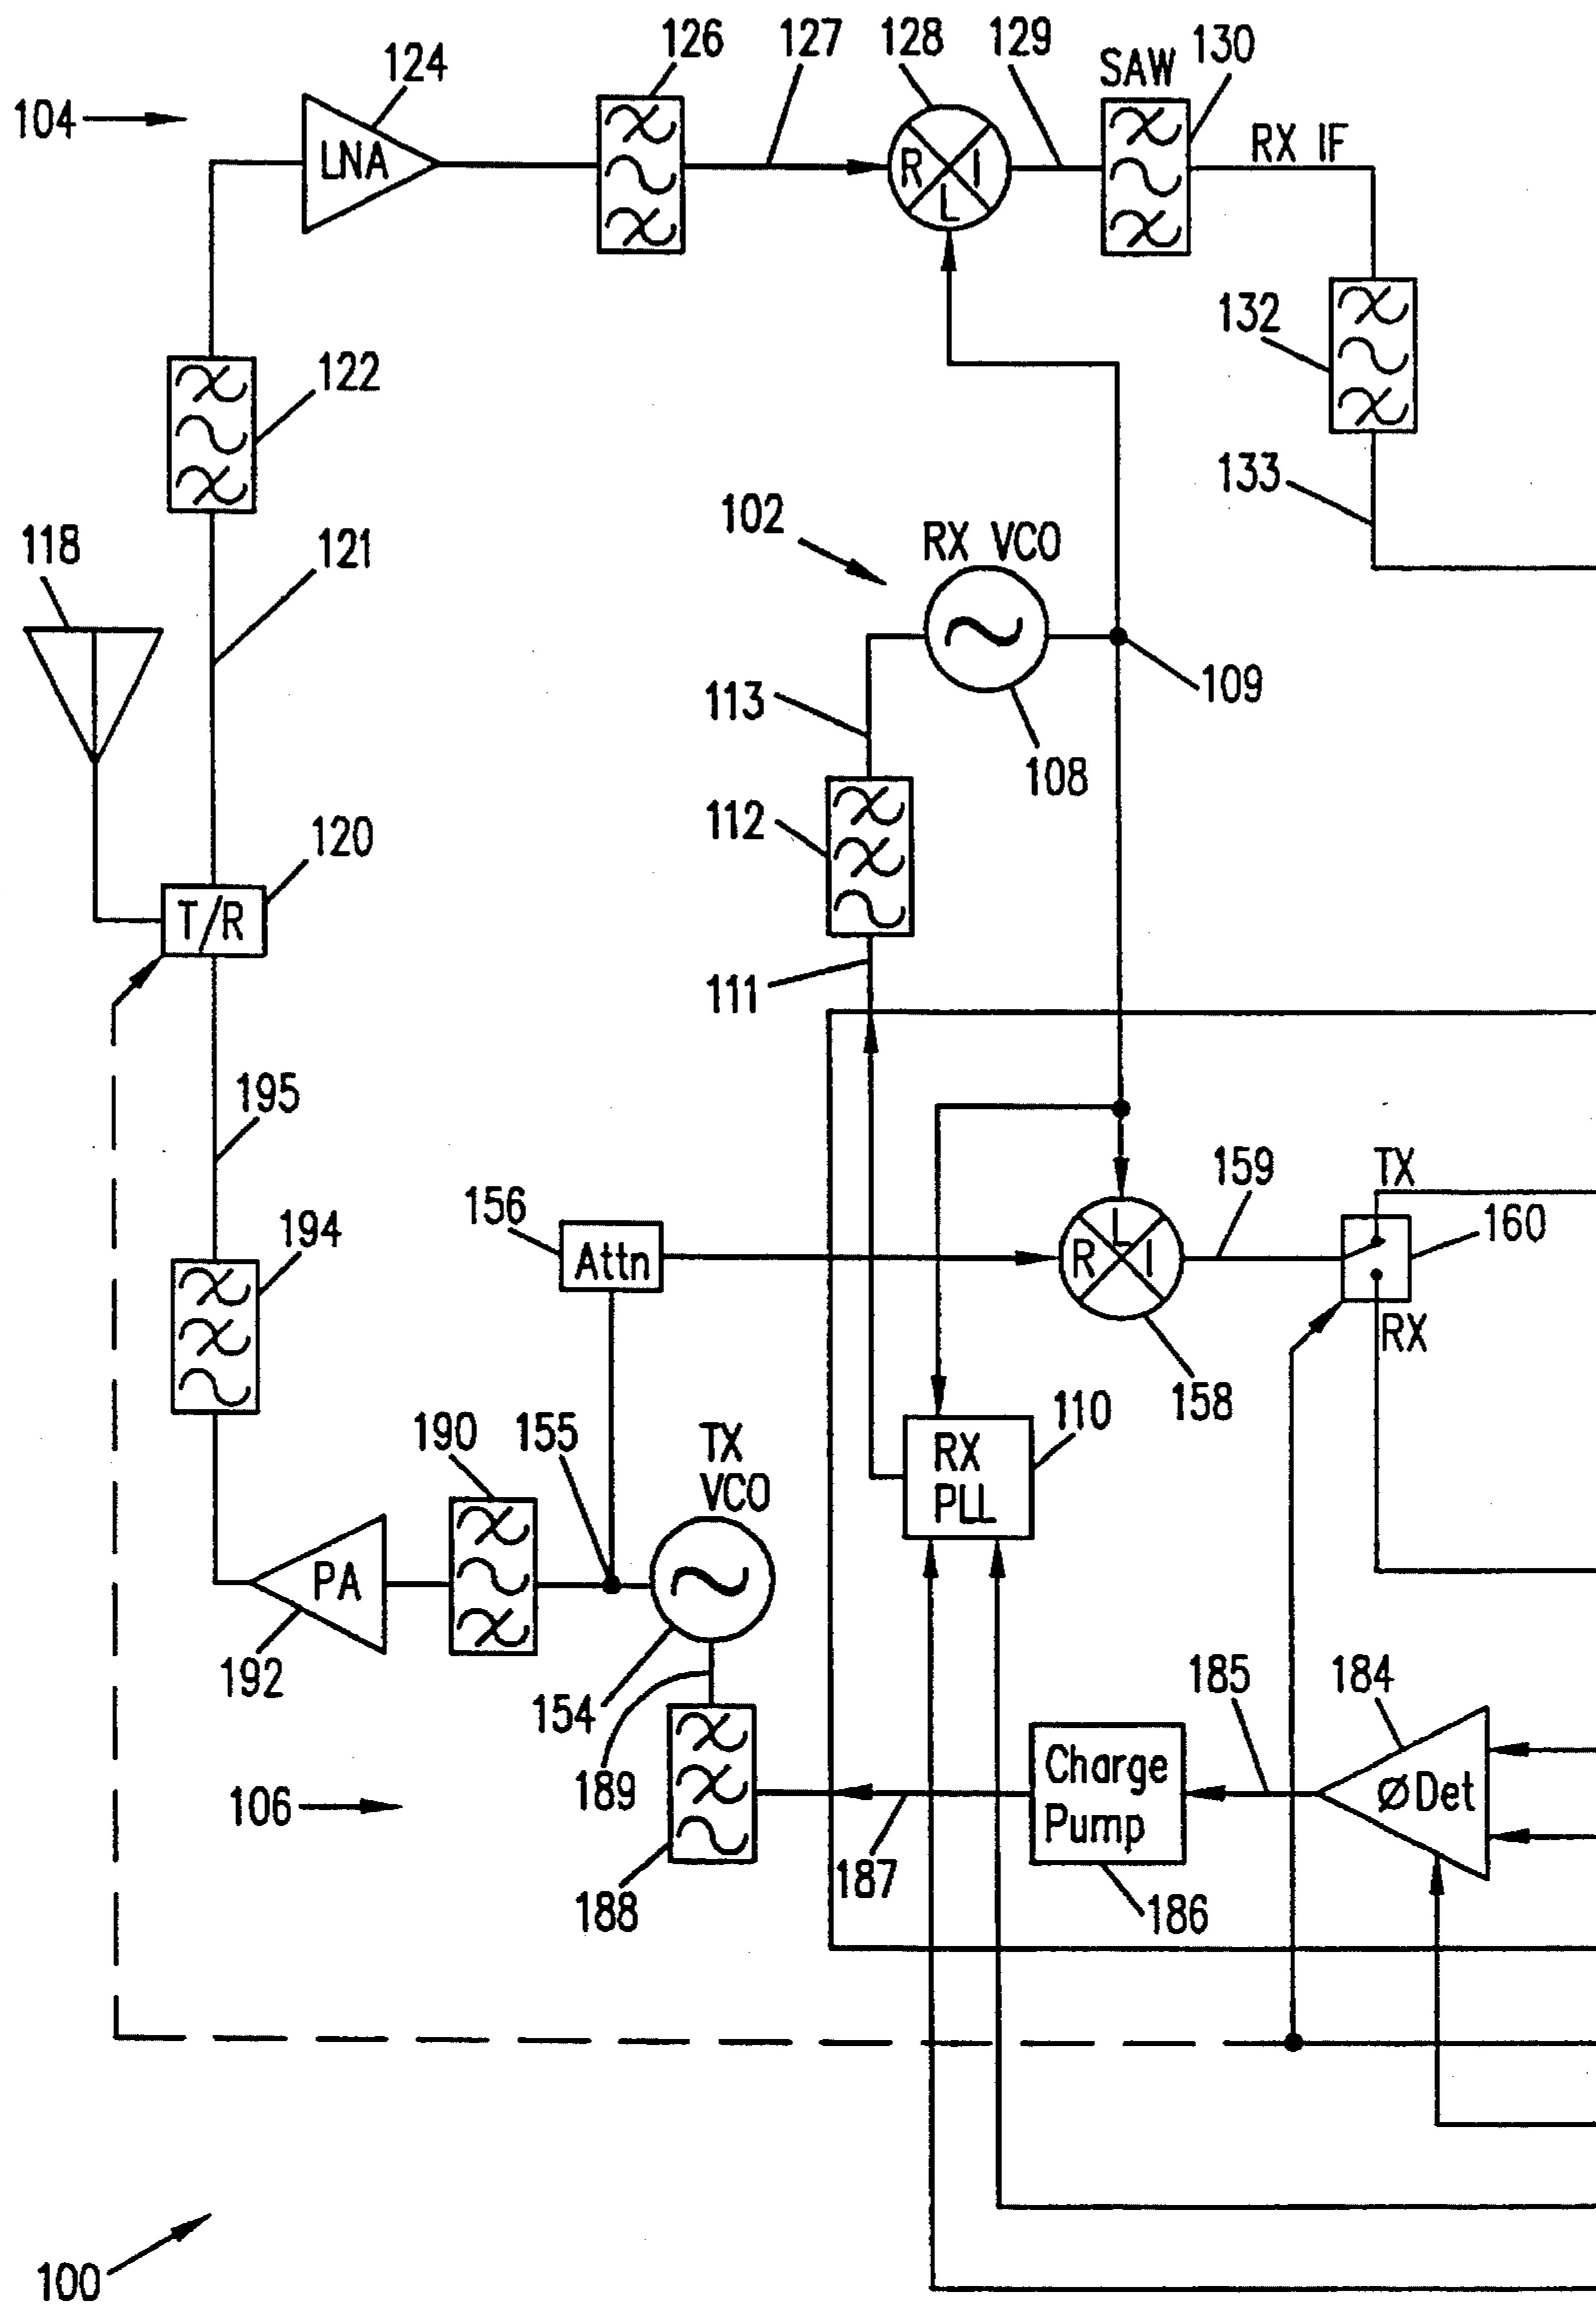 126
127
128
129
SAW
130
124
104
LNA
R
I
L
RX IF
122
132
133
118
121
102
RX VCO
109
113
108
112
120
T/R
111
195
194
156
Attn
L
R
I
159
TX
160
RX
158
190
155
TX
VCO
RX
PLL
110
PA
192
154
189
106
188
187
Charge
Pump
186
185
184
ØDet
100